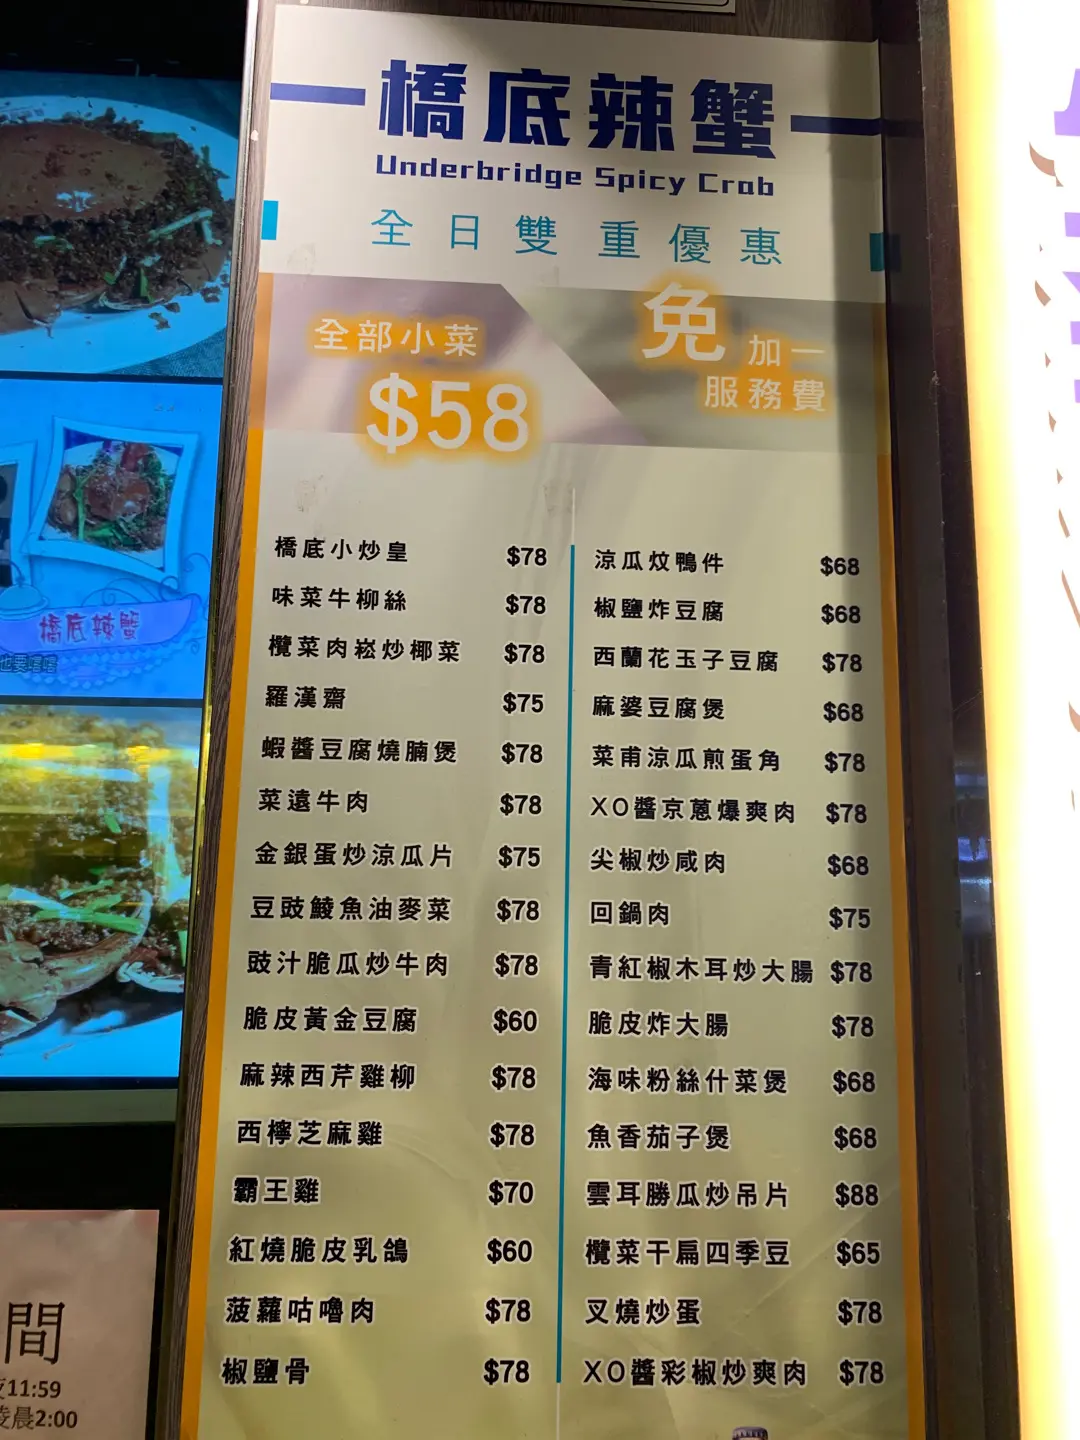 橋底辣蟹
Underbridge Spicy Crab
全日雙重優惠
全部小菜
$58
免加一
服務費
橋底小炒皇 $78
味菜牛柳絲 $78
欖菜肉崧炒椰菜 $78
羅漢齋 $75
蝦醬豆腐燒腩煲 $78
菜遠牛肉 $78
金銀蛋炒涼瓜片 $75
豆豉鯪魚油麥菜 $78
豉汁脆瓜炒牛肉 $78
脆皮黃金豆腐 $60
麻辣西芹雞柳 $78
西檸芝麻雞 $78
霸王雞 $70
紅燒脆皮乳鴿 $60
菠蘿咕嚕肉 $78
椒鹽骨 $78
涼瓜炆鴨件 $68
椒鹽炸豆腐 $68
西蘭花玉子豆腐 $78
麻婆豆腐煲 $68
菜甫涼瓜煎蛋角 $78
XO醬京蔥爆爽肉 $78
尖椒炒咸肉 $68
回鍋肉 $75
青紅椒木耳炒大腸 $78
脆皮炸大腸 $78
海味粉絲什菜煲 $68
魚香茄子煲 $68
雲耳勝瓜炒吊片 $88
欖菜干扁四季豆 $65
叉燒炒蛋 $78
XO醬彩椒炒爽肉 $78
橋底辣蟹
間
11:59
凌晨2:00